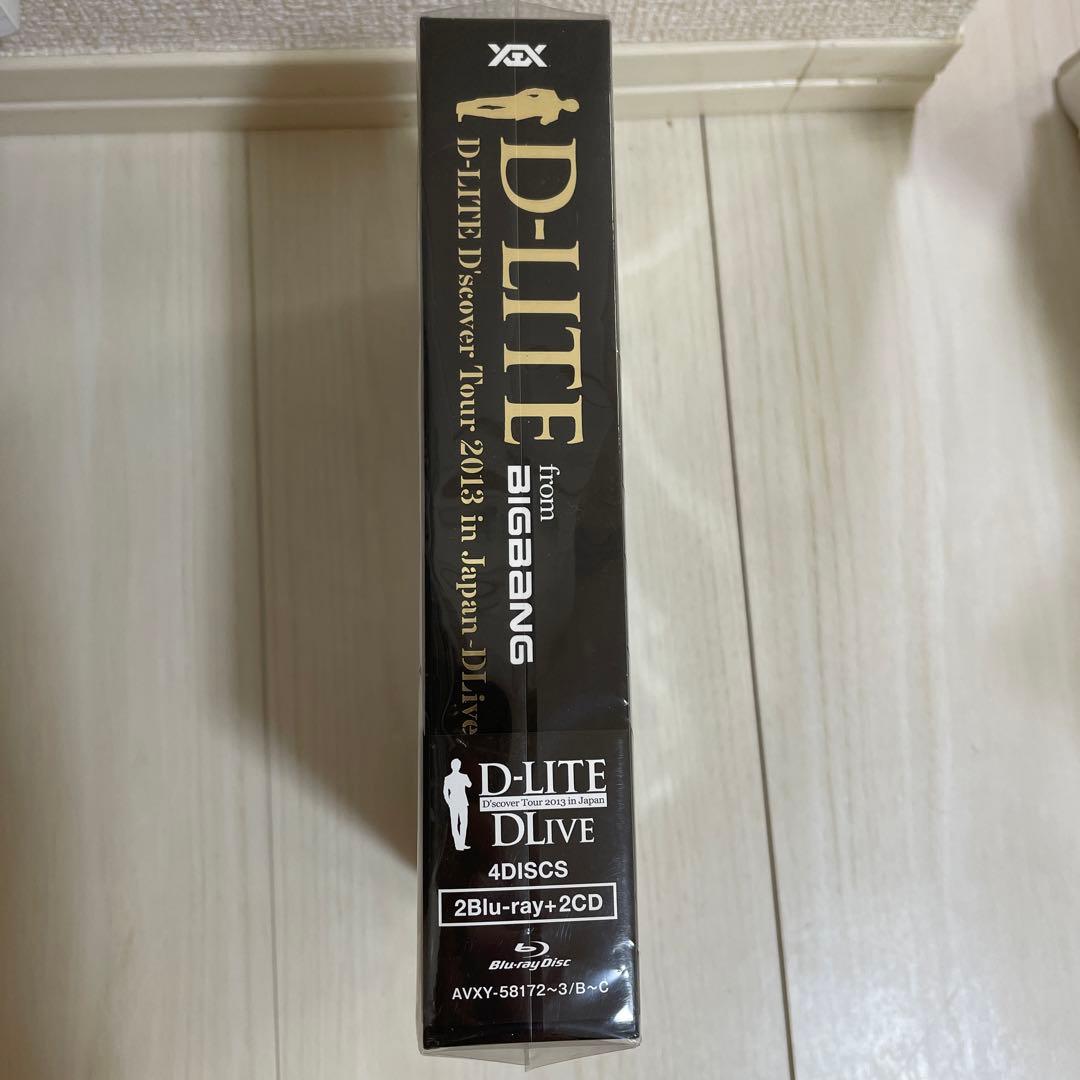 YGX
D-LITE
from
BIGBANG
D-LITE D'scover Tour 2013 in Japan~DLive
D-LITE
D'scover Tour 2013 in Japan
DLIVE
4DISCS
2Blu-ray+2CD
Blu-ray Disc
AVXY-58172~3/B~C